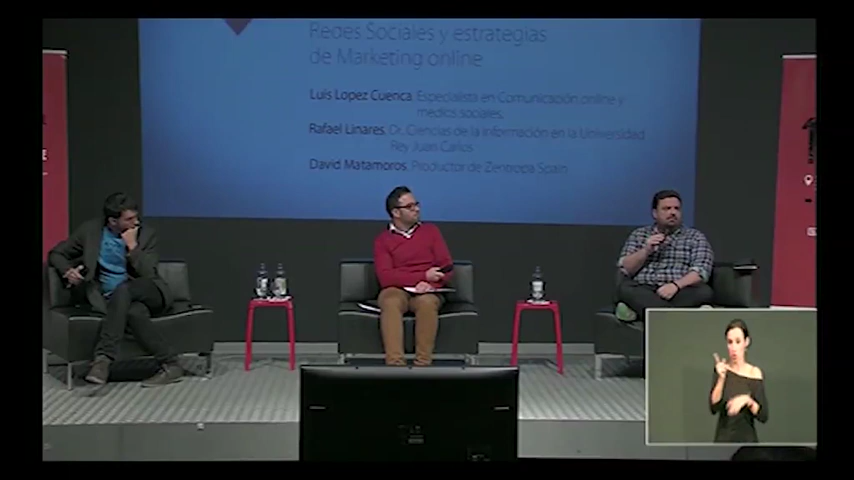 Redes Sociales y estrategias
de Marketing online
Luis Lopez Cuenca. Especialista en Comunicación online y
medios sociales.
Rafael Linares. Dr. Ciencias de la información en la Universidad
Rey Juan Carlos
David Matamoros. Productor de Zentropa Spain